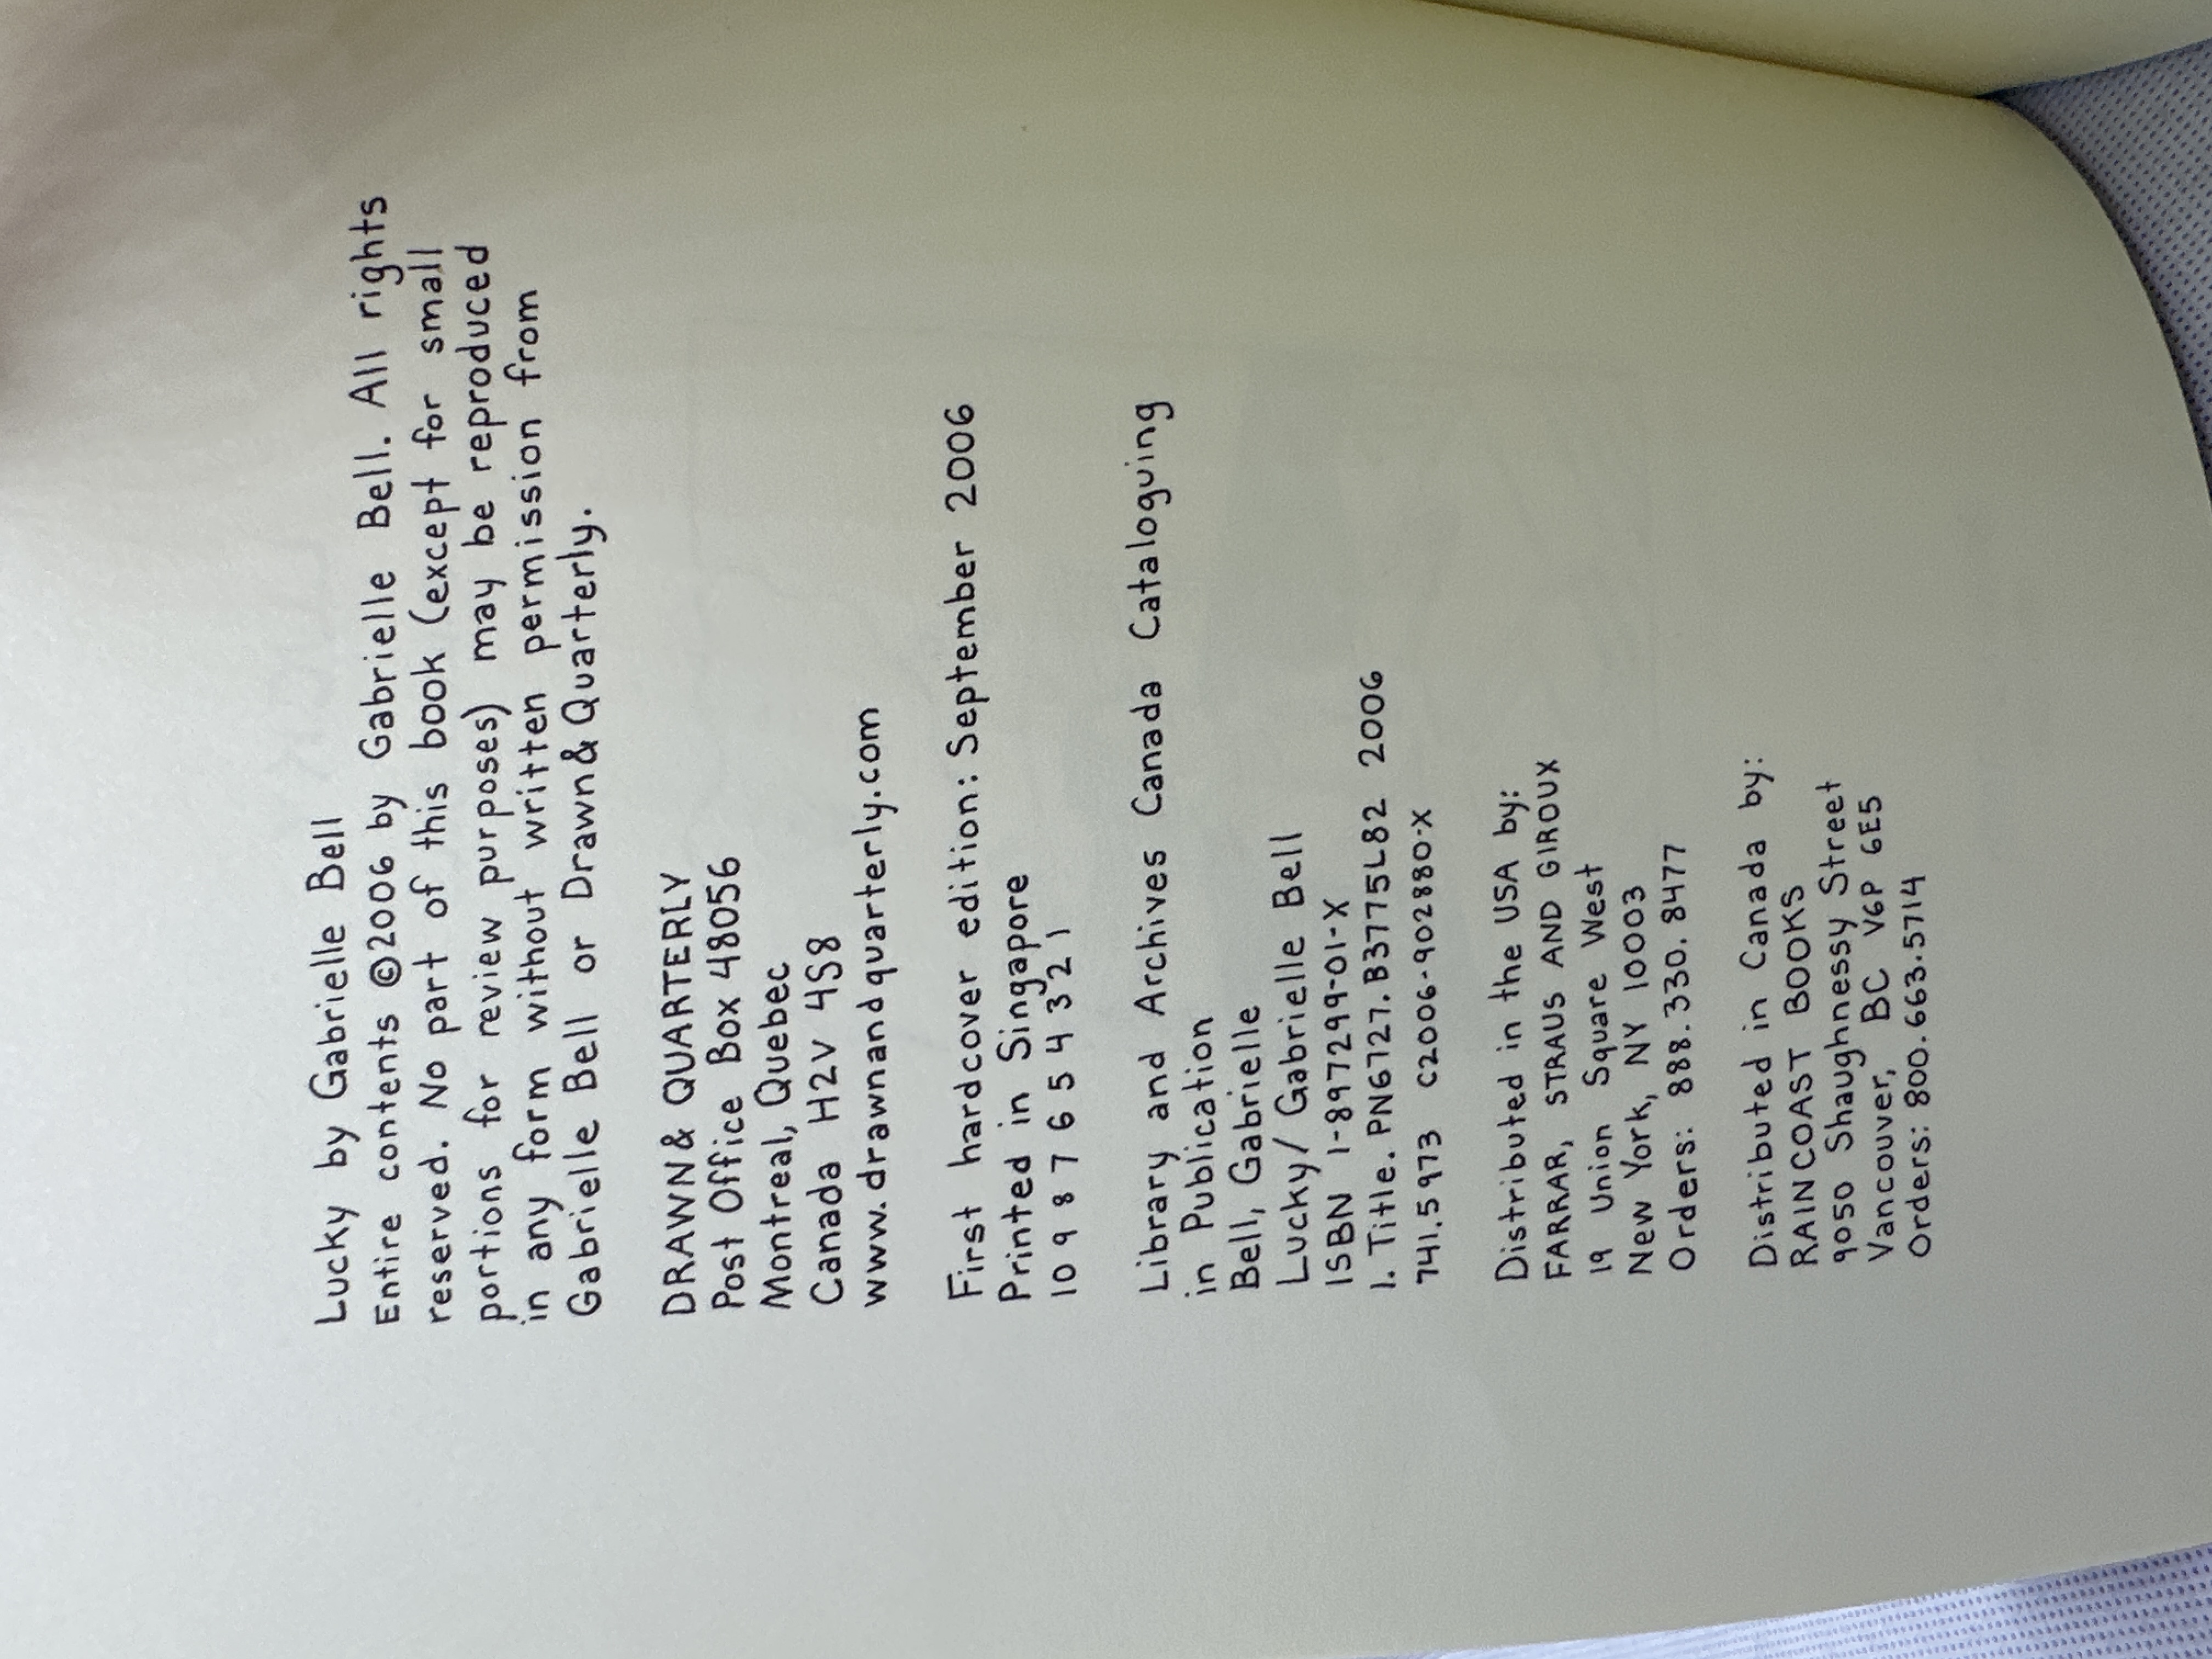 Lucky by Gabrielle Bell
Entire contents ©2006 by Gabrielle Bell. All rights
reserved. No part of this book (except for small
portions for review purposes) may be reproduced
in any form without written permission from
Gabrielle Bell or Drawn & Quarterly.
DRAWN & QUARTERLY
Post Office Box 48056
Montreal, Quebec
Canada H2V 4S8
www.drawnandquarterly.com
First hardcover edition: September 2006
Printed in Singapore
10 9 8 7 6 5 4 3 2 1
Library and Archives Canada Cataloguing
in Publication
Bell, Gabrielle
Lucky/ Gabrielle Bell
ISBN 1-897299-01-X
1. Title. PN6727.B3775L82 2006
741.5973 C2006-902880-X
Distributed in the USA by:
FARRAR, STRAUS AND GIROUX
19 Union Square West
New York, NY 10003
Orders: 888.330.8477
Distributed in Canada by:
RAINCOAST BOOKS
9050 Shaughnessy Street
Vancouver, BC V6P 6E5
Orders: 800.663.5714